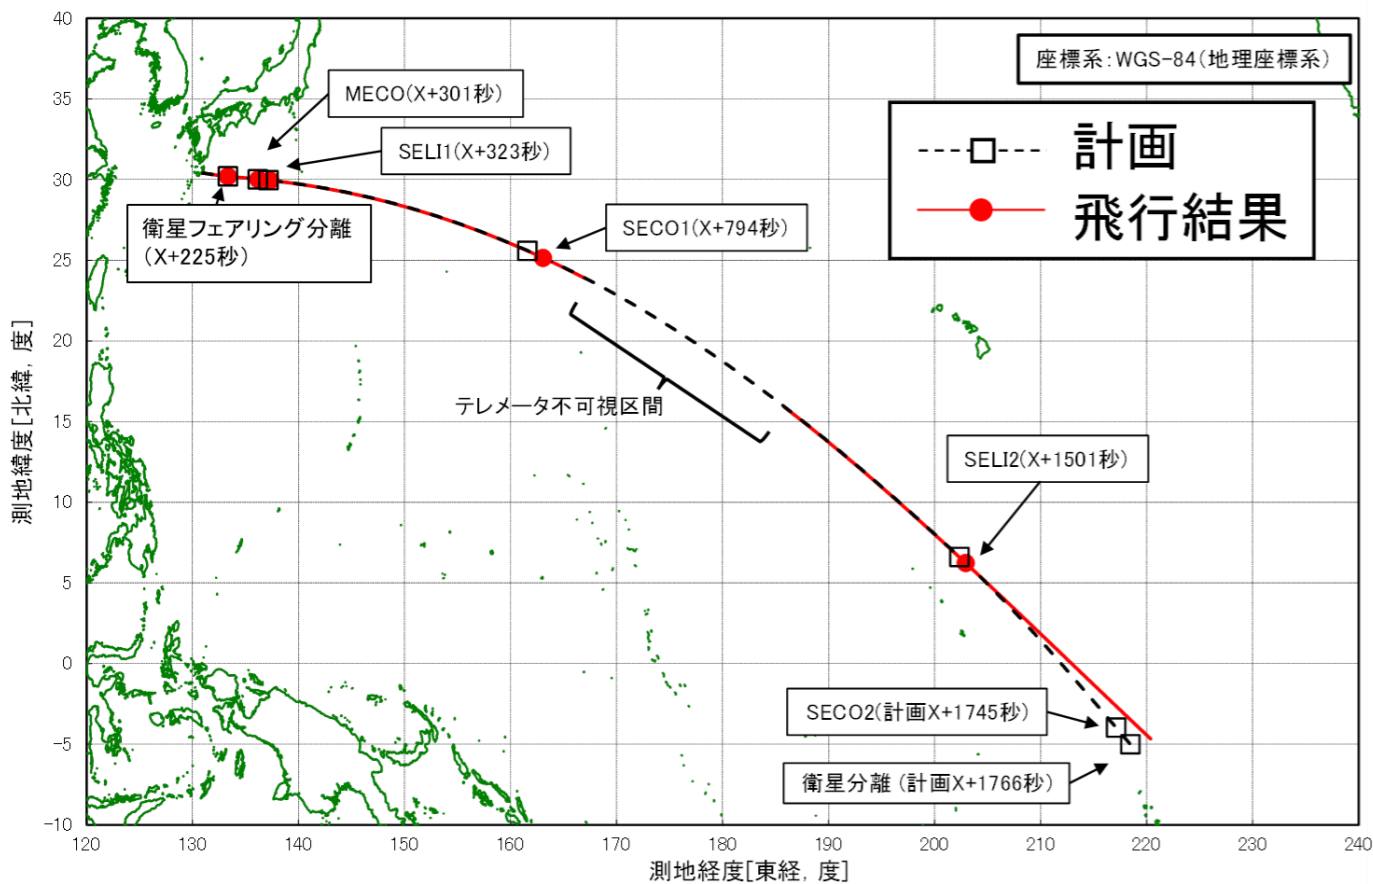 座標系:WGS-84(地理座標系)
計画
飛行結果
MECO(X+301秒)
SELI1(X+323秒)
衛星フェアリング分離
(X+225秒)
SECO1(X+794秒)
テレメータ不可視区間
SELI2(X+1501秒)
SECO2(計画X+1745秒)
衛星分離(計画X+1766秒)
測地緯度[北緯, 度]
40
35
30
25
20
15
10
5
0
-5
-10
120
130
140
150
160
170
180
190
200
210
220
230
240
測地経度[東経, 度]